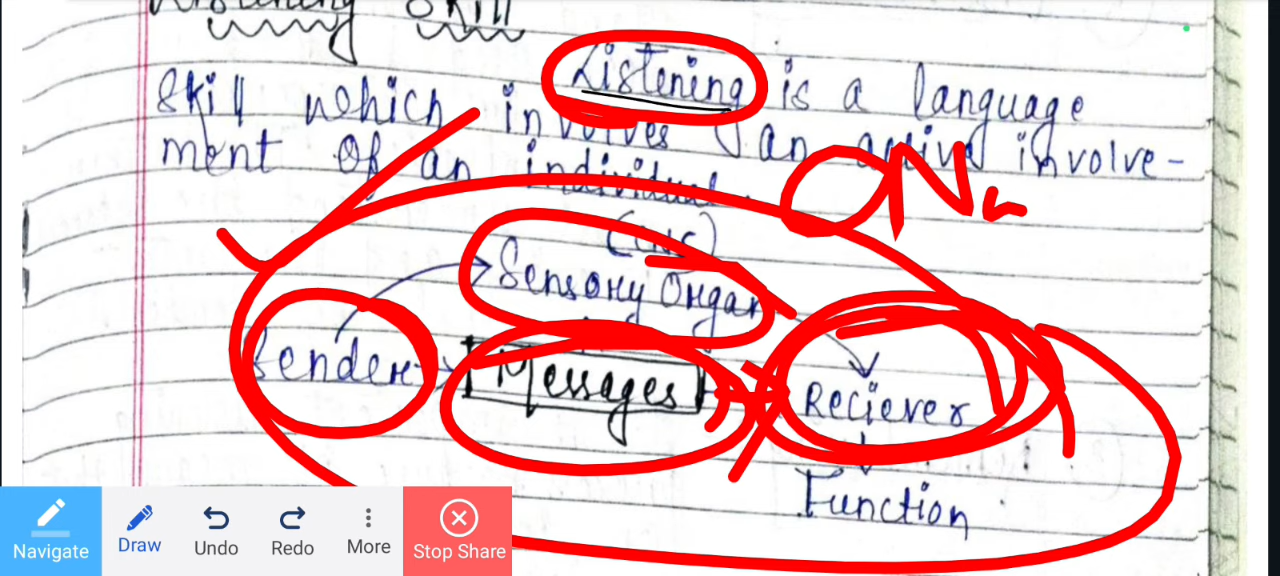 Listening Skill
Listening is a language
Skill which involves an active involve-
ment of an individual.
Sensory Organ
Sender
Messages
Reciever
Function
Navigate
Draw
Undo
Redo
More
Stop Share